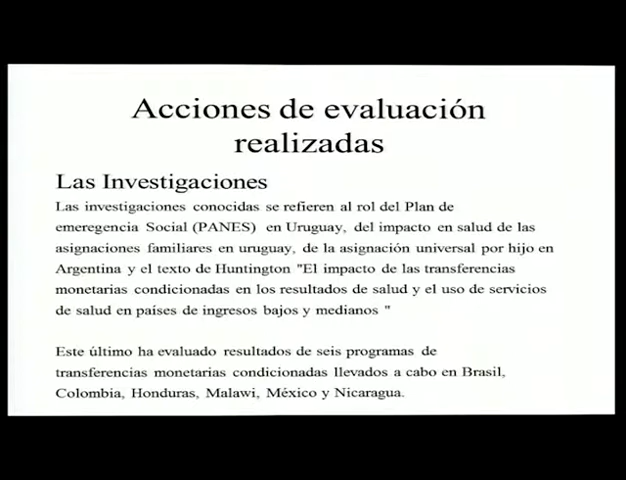 Acciones de evaluación
realizadas
Las Investigaciones
Las investigaciones conocidas se refieren al rol del Plan de
emeregencia Social (PANES) en Uruguay, del impacto en salud de las
asignaciones familiares en uruguay, de la asignación universal por hijo en
Argentina y el texto de Huntington "El impacto de las transferencias
monetarias condicionadas en los resultados de salud y el uso de servicios
de salud en países de ingresos bajos y medianos "
Este último ha evaluado resultados de seis programas de
transferencias monetarias condicionadas llevados a cabo en Brasil,
Colombia, Honduras, Malawi, México y Nicaragua.